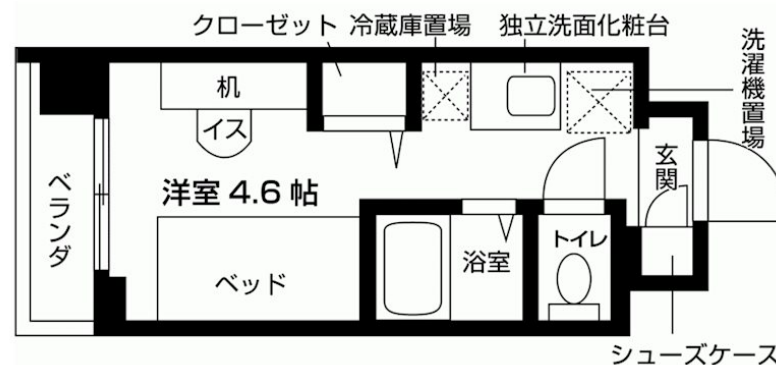 クローゼット
冷蔵庫置場
独立洗面化粧台
洗濯機置場
机
イス
ベランダ
洋室 4.6 帖
玄関
トイレ
浴室
ベッド
シューズケース